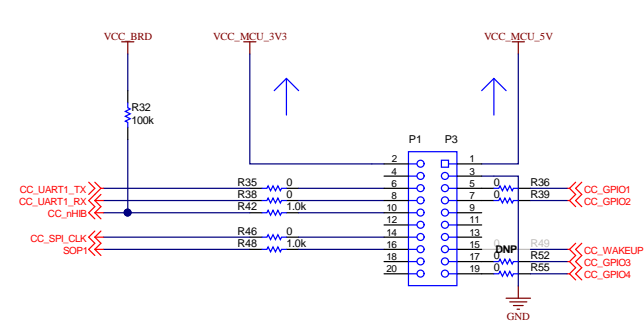 VCC_BRD VCC_MCU_3V3 VCC_MCU_5V
R32
100k
P1 P3
2 1
4 3
CC_UART1_TX R35 0 6 5 0 R36 CC_GPIO1
CC_UART1_RX R38 0 8 7 0 R39 CC_GPIO2
CC_nHIB R42 1.0k 10 9
12 11
CC_SPI_CLK R46 0 14 13
SOP1 R48 1.0k 16 15 0 DNP R49 CC_WAKEUP
18 17 0 R52 CC_GPIO3
20 19 0 R55 CC_GPIO4
GND